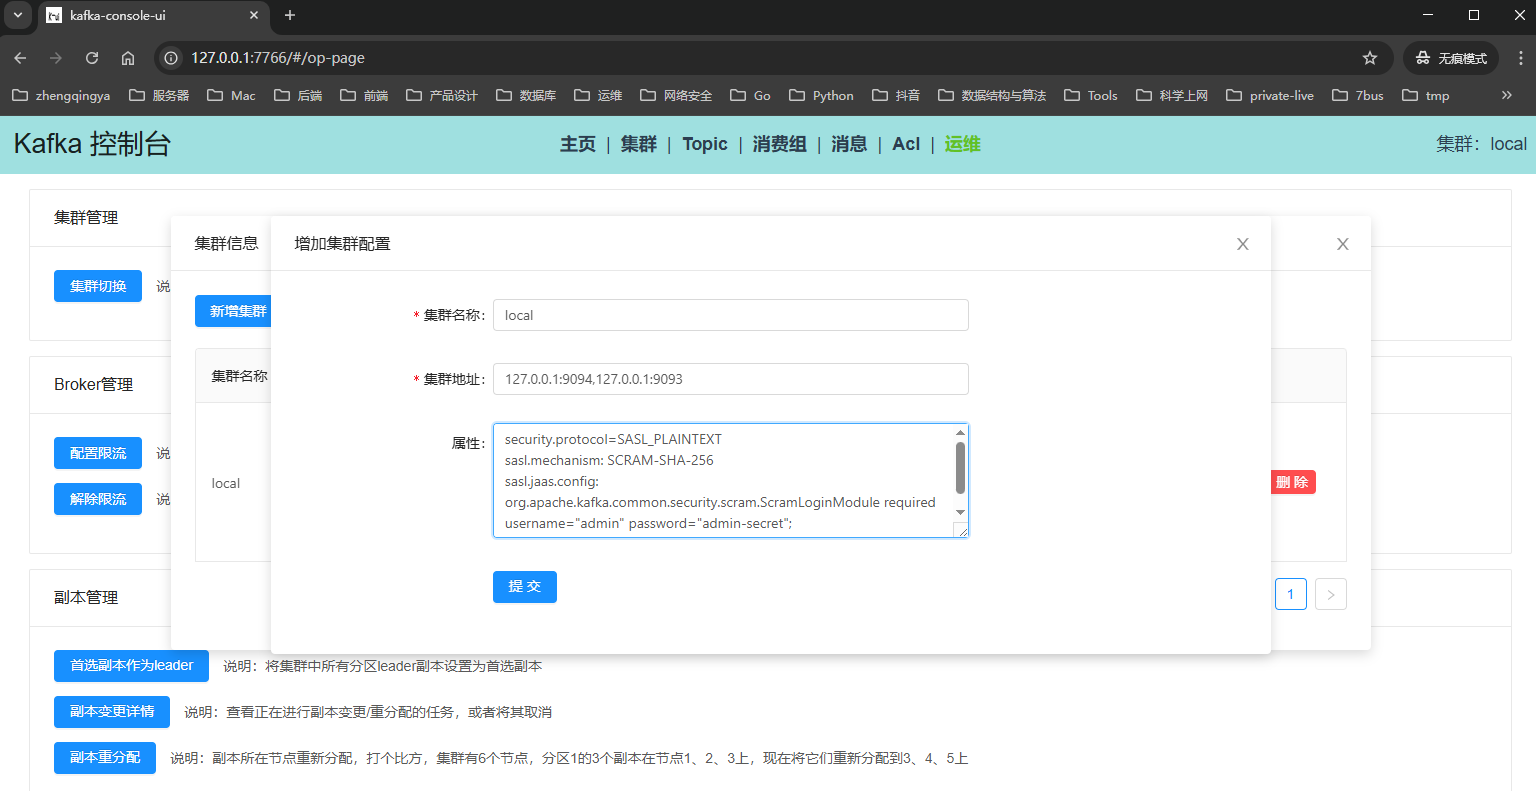 kafka-console-ui
127.0.0.1:7766/#/op-page
无痕模式
zhengqingya 服务器 Mac 后端 前端 产品设计 数据库 运维 网络安全 Go Python 抖音 数据结构与算法 Tools 科学上网 private-live 7bus tmp
Kafka 控制台 主页 | 集群 | Topic | 消费组 | 消息 | Acl | 运维 集群：local
集群管理
集群信息
增加集群配置
集群切换 说
新增集群
* 集群名称: local
集群名称
* 集群地址: 127.0.0.1:9094,127.0.0.1:9093
Broker管理
属性: security.protocol=SASL_PLAINTEXT
sasl.mechanism: SCRAM-SHA-256
sasl.jaas.config:
org.apache.kafka.common.security.scram.ScramLoginModule required
username="admin" password="admin-secret";
配置限流 说
local
删 除
解除限流 说
提 交
1
副本管理
首选副本作为leader 说明：将集群中所有分区leader副本设置为首选副本
副本变更详情 说明：查看正在进行副本变更/重分配的任务，或者将其取消
副本重分配 说明：副本所在节点重新分配，打个比方，集群有6个节点，分区1的3个副本在节点1、2、3上，现在将它们重新分配到3、4、5上